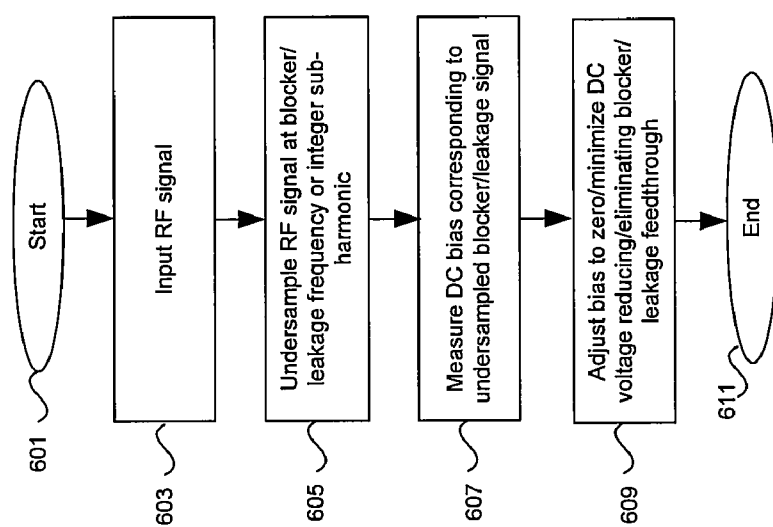 Start
601
Input RF signal
603
Undersample RF signal at blocker/
leakage frequency or integer sub-
harmonic
605
Measure DC bias corresponding to
undersampled blocker/leakage signal
607
Adjust bias to zero/minimize DC
voltage reducing/eliminating blocker/
leakage feedthrough
609
End
611